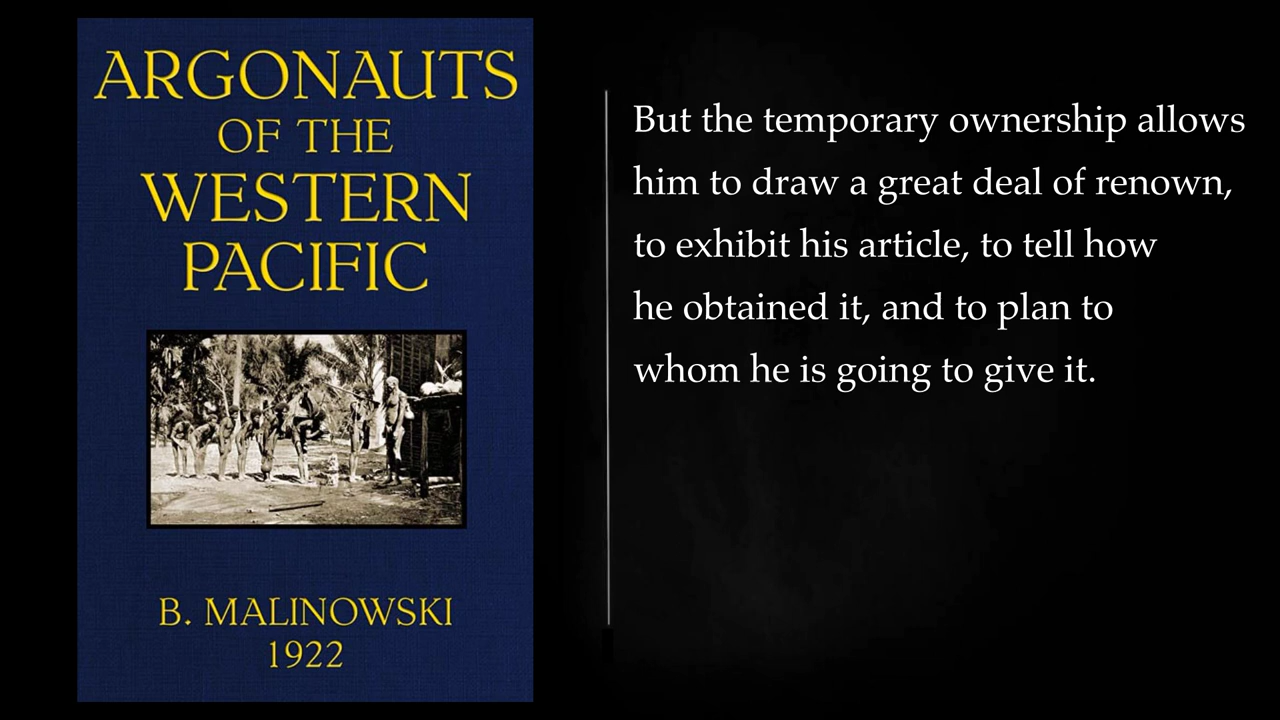 ARGONAUTS
OF THE
WESTERN
PACIFIC
B. MALINOWSKI
1922
But the temporary ownership allows
him to draw a great deal of renown,
to exhibit his article, to tell how
he obtained it, and to plan to
whom he is going to give it.